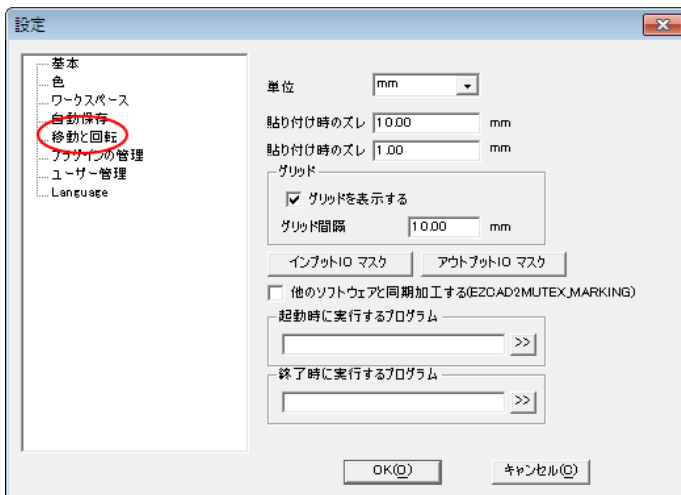 設定
基本
色
ワークスペース
自動保存
移動と回転
プラグインの管理
ユーザー管理
Language
単位 mm
貼り付け時のズレ 10.00 mm
貼り付け時のズレ 1.00 mm
グリッド
グリッドを表示する
グリッド間隔 10.00 mm
インプットIO マスク アウトプットIO マスク
他のソフトウェアと同期加工する(EZCAD2MUTEX_MARKING)
起動時に実行するプログラム
>>
終了時に実行するプログラム
>>
OK(O) キャンセル(C)